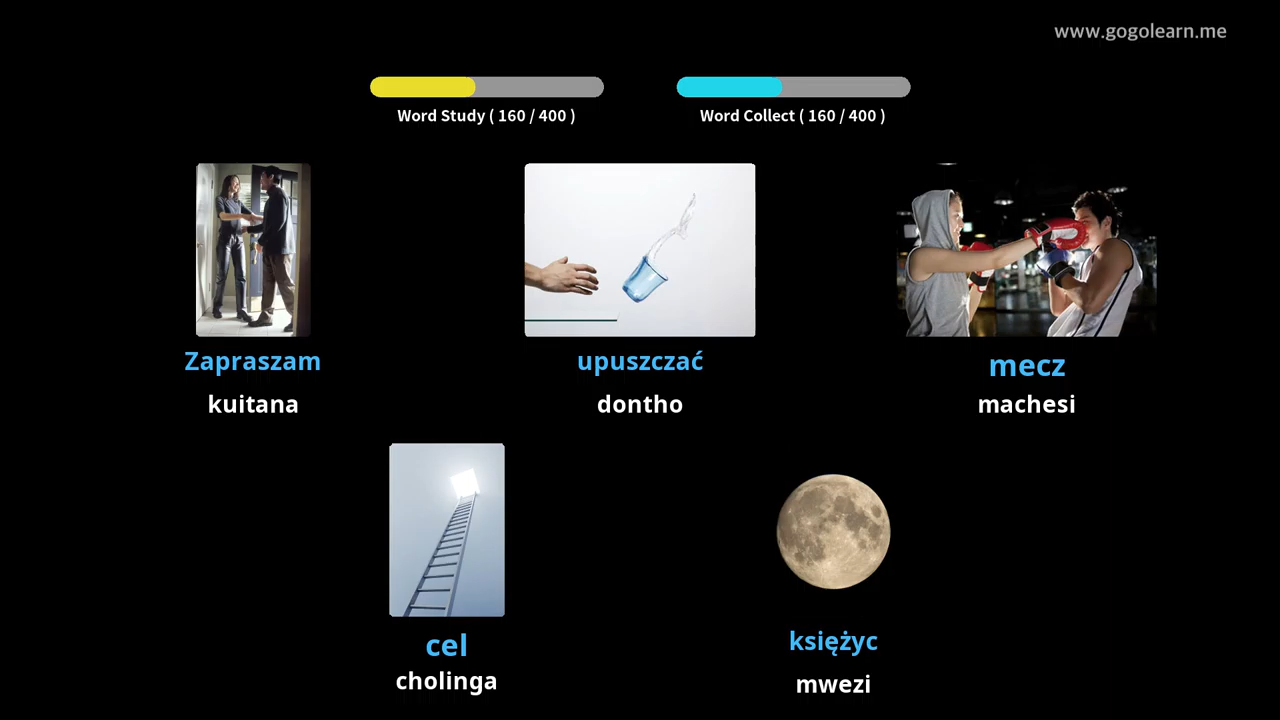 www.gogolearn.me
Word Study ( 160 / 400 )
Word Collect ( 160 / 400 )
Zapraszam
upuszczać
mecz
kuitana
dontho
machesi
cel
księżyc
cholinga
mwezi